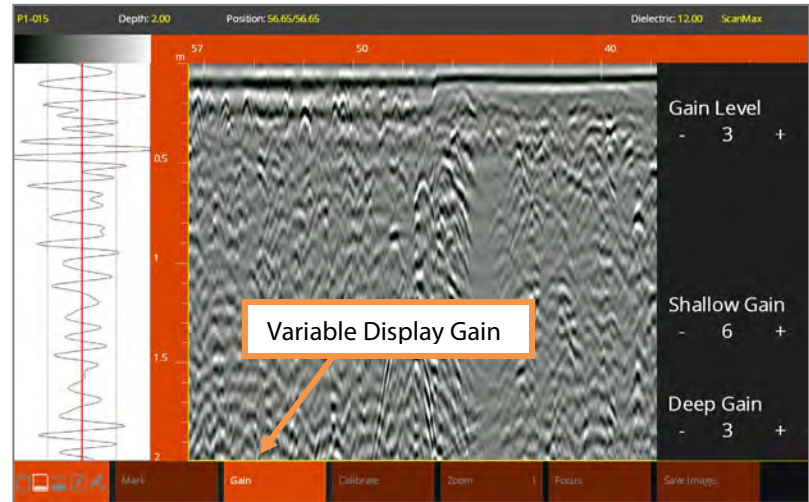 P1-015 Depth: 2.00 Position: 56.65/56.65 Dielectric: 12.00 ScanMax
m 57 50 40
Gain Level
- 3 +
0.5
1
Shallow Gain
- 6 +
Variable Display Gain
1.5
Deep Gain
- 3 +
2
Mark Gain Calibrate Zoom 1 Focus Save Image